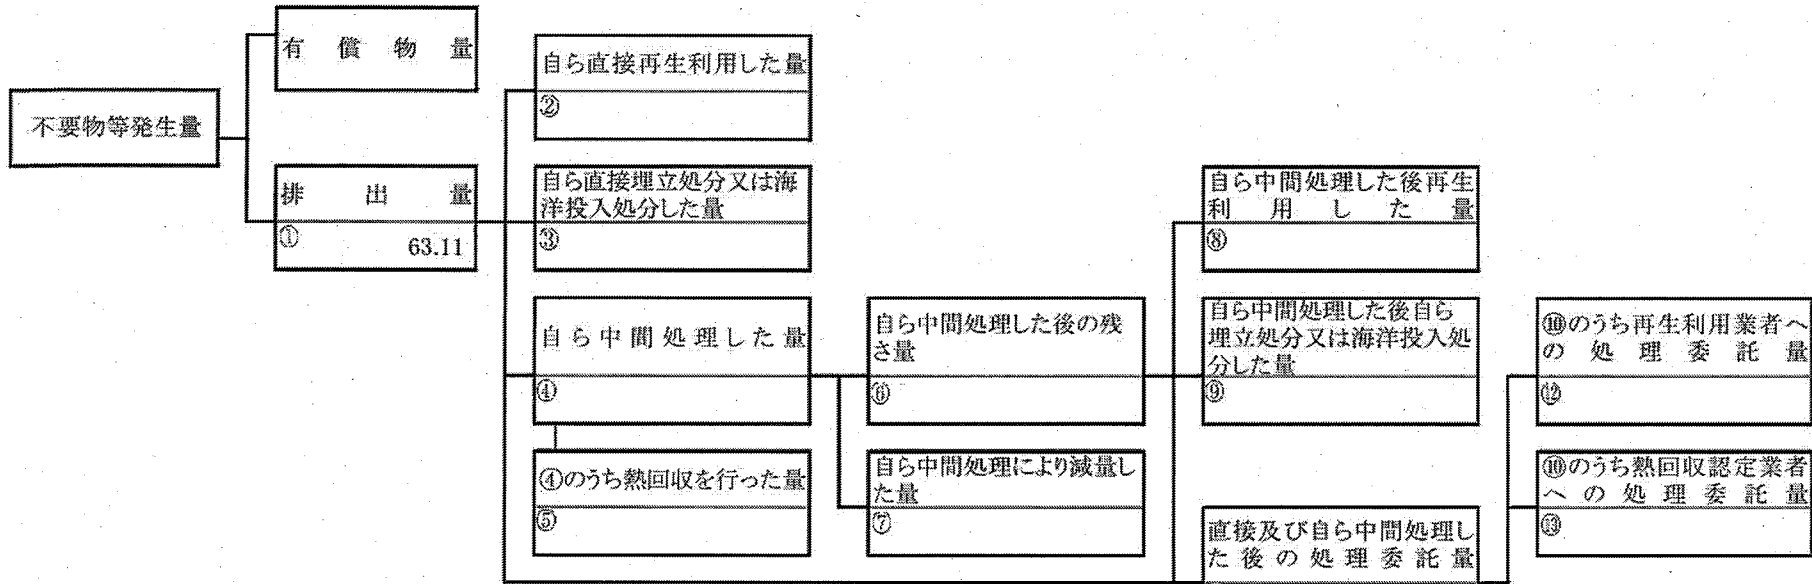 有償物量
不要物等発生量
排出量
①
63.11
自ら直接再生利用した量
②
自ら直接埋立処分又は海
洋投入処分した量
③
自ら中間処理した量
④
④のうち熱回収を行った量
⑤
自ら中間処理した後の残
さ量
⑥
自ら中間処理により減量し
た量
⑦
自ら中間処理した後再生
利用した量
⑧
自ら中間処理した後自ら
埋立処分又は海洋投入処
分した量
⑨
直接及び自ら中間処理し
た後の処理委託量
⑩のうち再生利用業者へ
の処理委託量
⑫
⑩のうち熱回収認定業者
への処理委託量
⑬